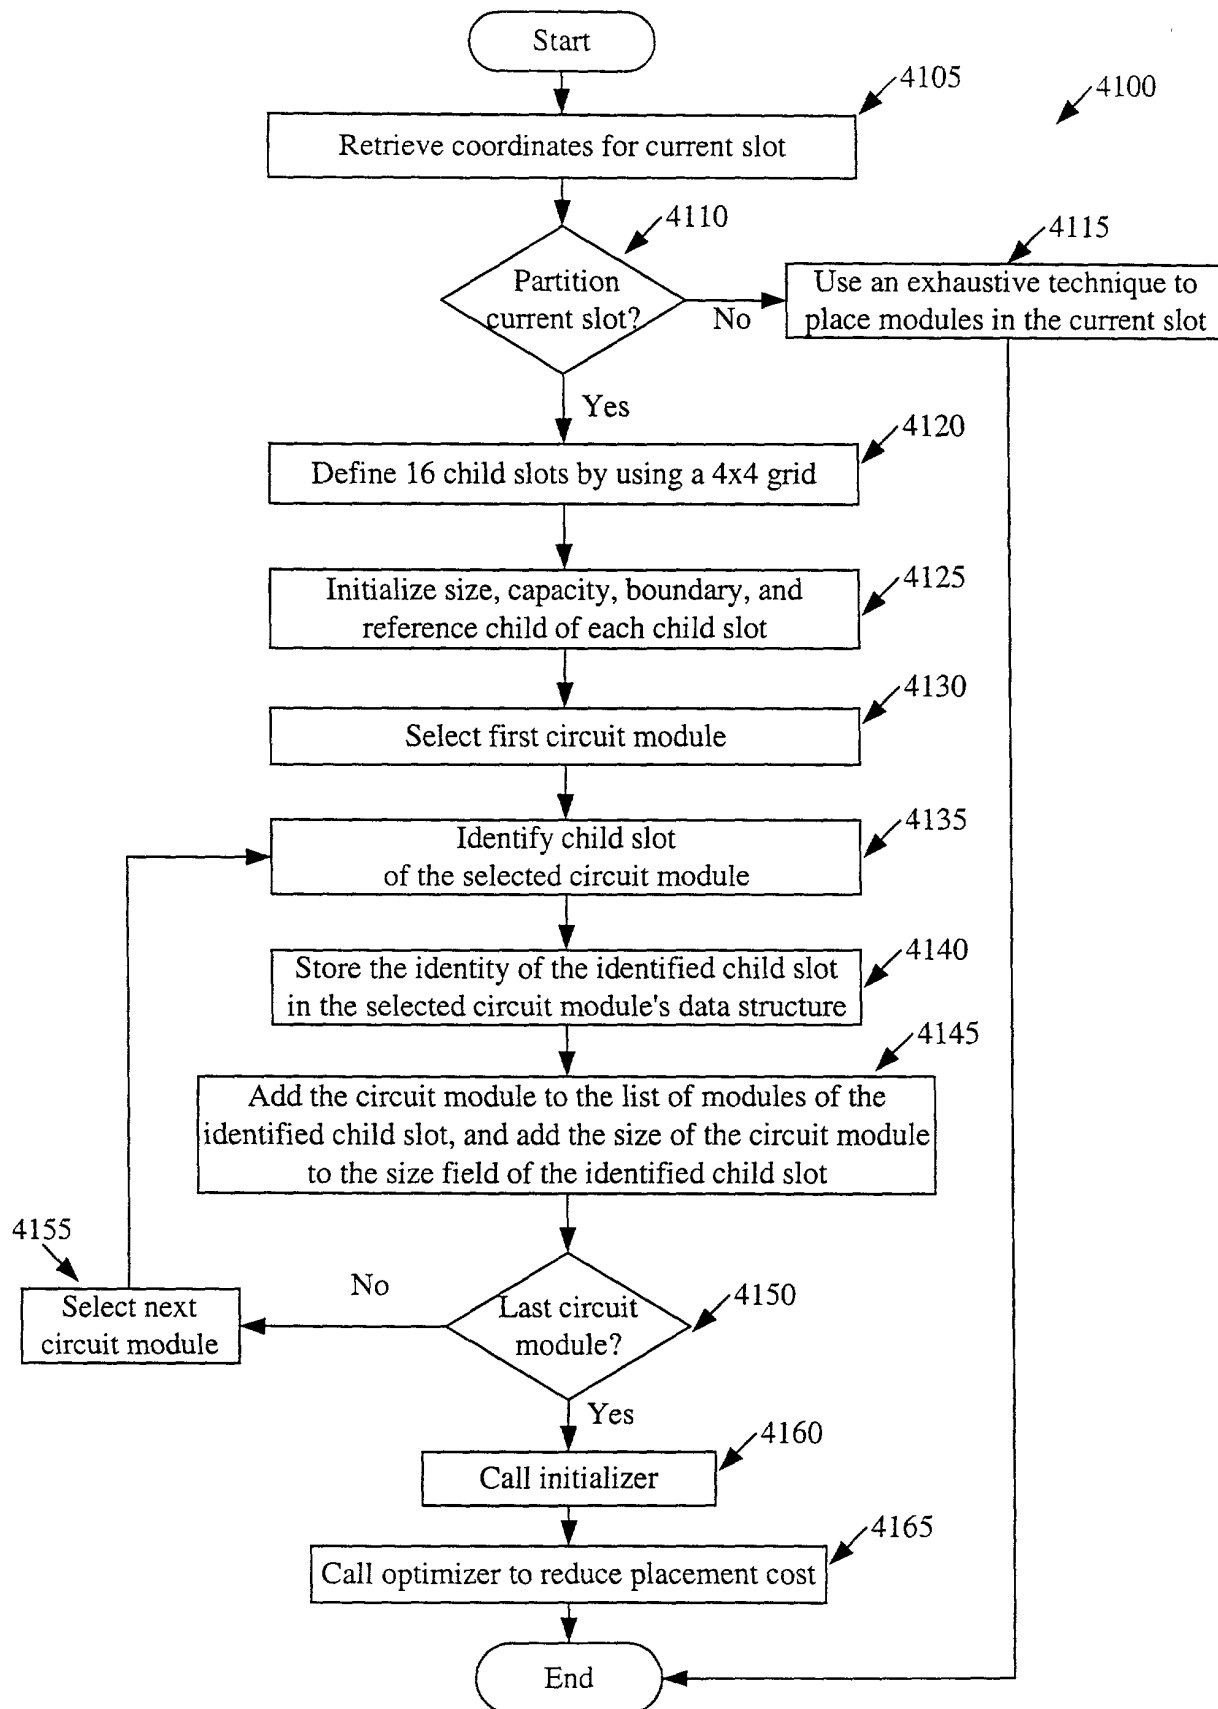 Start
4105
4100
Retrieve coordinates for current slot
4110
4115
Partition
current slot?
No
Use an exhaustive technique to
place modules in the current slot
Yes
4120
Define 16 child slots by using a 4x4 grid
4125
Initialize size, capacity, boundary, and
reference child of each child slot
4130
Select first circuit module
4135
Identify child slot
of the selected circuit module
4140
Store the identity of the identified child slot
in the selected circuit module's data structure
4145
Add the circuit module to the list of modules of the
identified child slot, and add the size of the circuit module
to the size field of the identified child slot
4155
No
4150
Select next
circuit module
Last circuit
module?
Yes
4160
Call initializer
4165
Call optimizer to reduce placement cost
End